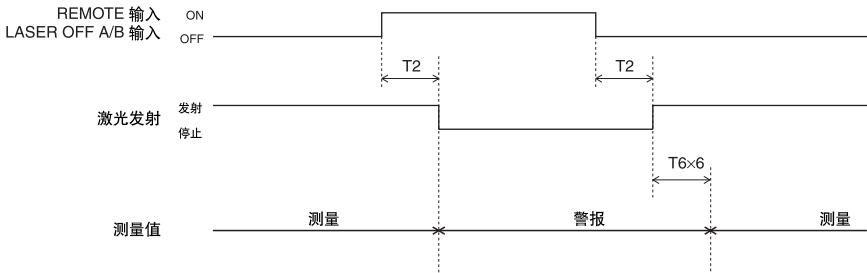 REMOTE 输入 ON
LASER OFF A/B 输入 OFF
T2 T2
激光发射 发射
停止
T6×6
测量值 测量 警报 测量